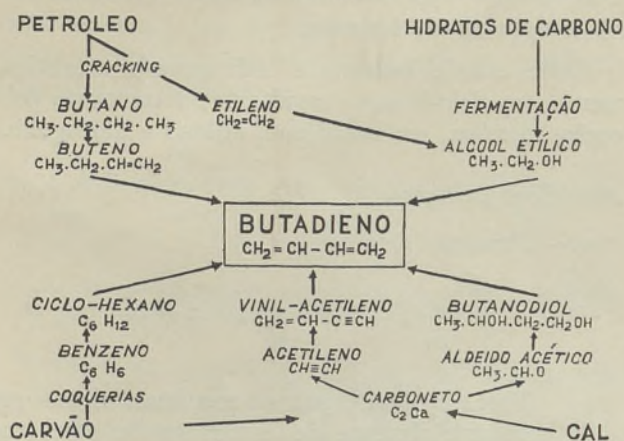 PETROLEO
HIDRATOS DE CARBONO
CRACKING
BUTANO
CH₃.CH₂.CH₂.CH₃
ETILENO
CH₂=CH₂
FERMENTAÇÃO
BUTENO
CH₃.CH₂.CH=CH₂
ALCOOL ETÍLICO
CH₃.CH₂.OH
BUTADIENO
CH₂=CH-CH=CH₂
CICLO-HEXANO
C₆H₁₂
VINIL-ACETILENO
CH₂=CH-C≡CH
BUTANODIOL
CH₃.CHOH.CH₂.CH₂OH
BENZENO
C₆H₆
ACETILENO
CH≡CH
ALDEIDO ACÉTICO
CH₃.CH.O
COQUERIAS
CARBONETO
C₂Ca
CARVÃO
CAL